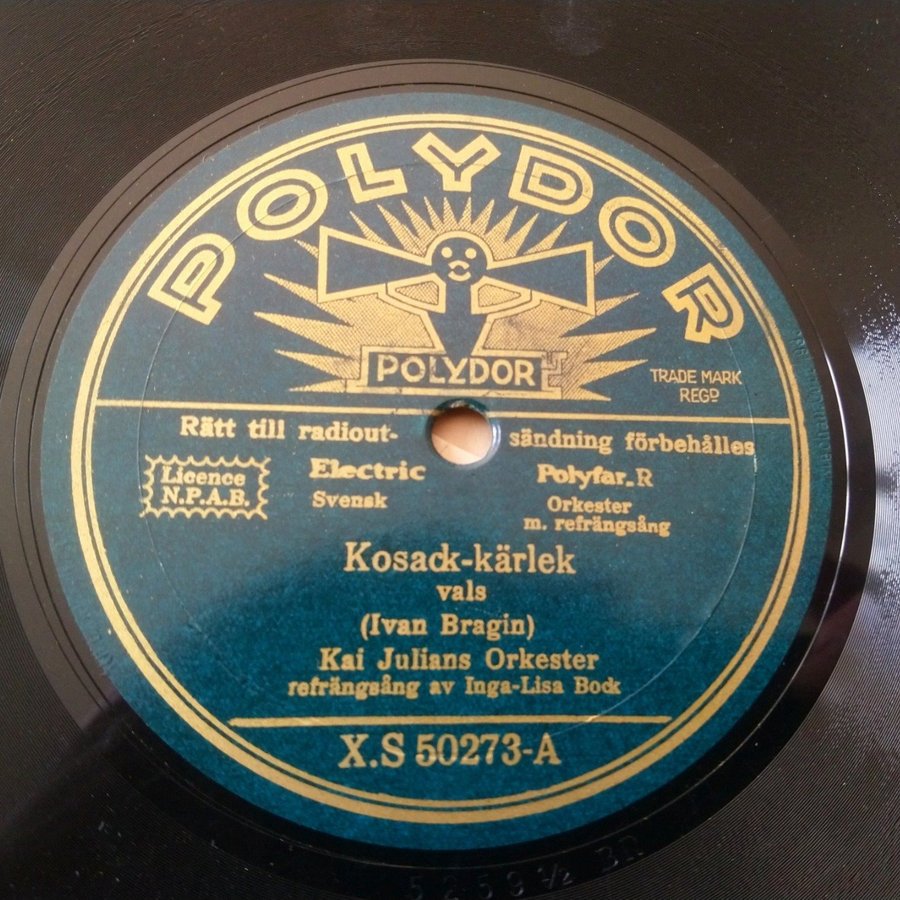 POLYDOR
POLYDOR
TRADE MARK
REGD
Rätt till radiout- sändning förbehålles
Licence
N.P.A.B.
Electric
Svensk
Polyfar.R
Orkester
m. refrängsång
Kosack-kärlek
vals
(Ivan Bragin)
Kai Julians Orkester
refrängsång av Inga-Lisa Bock
X.S 50273-A